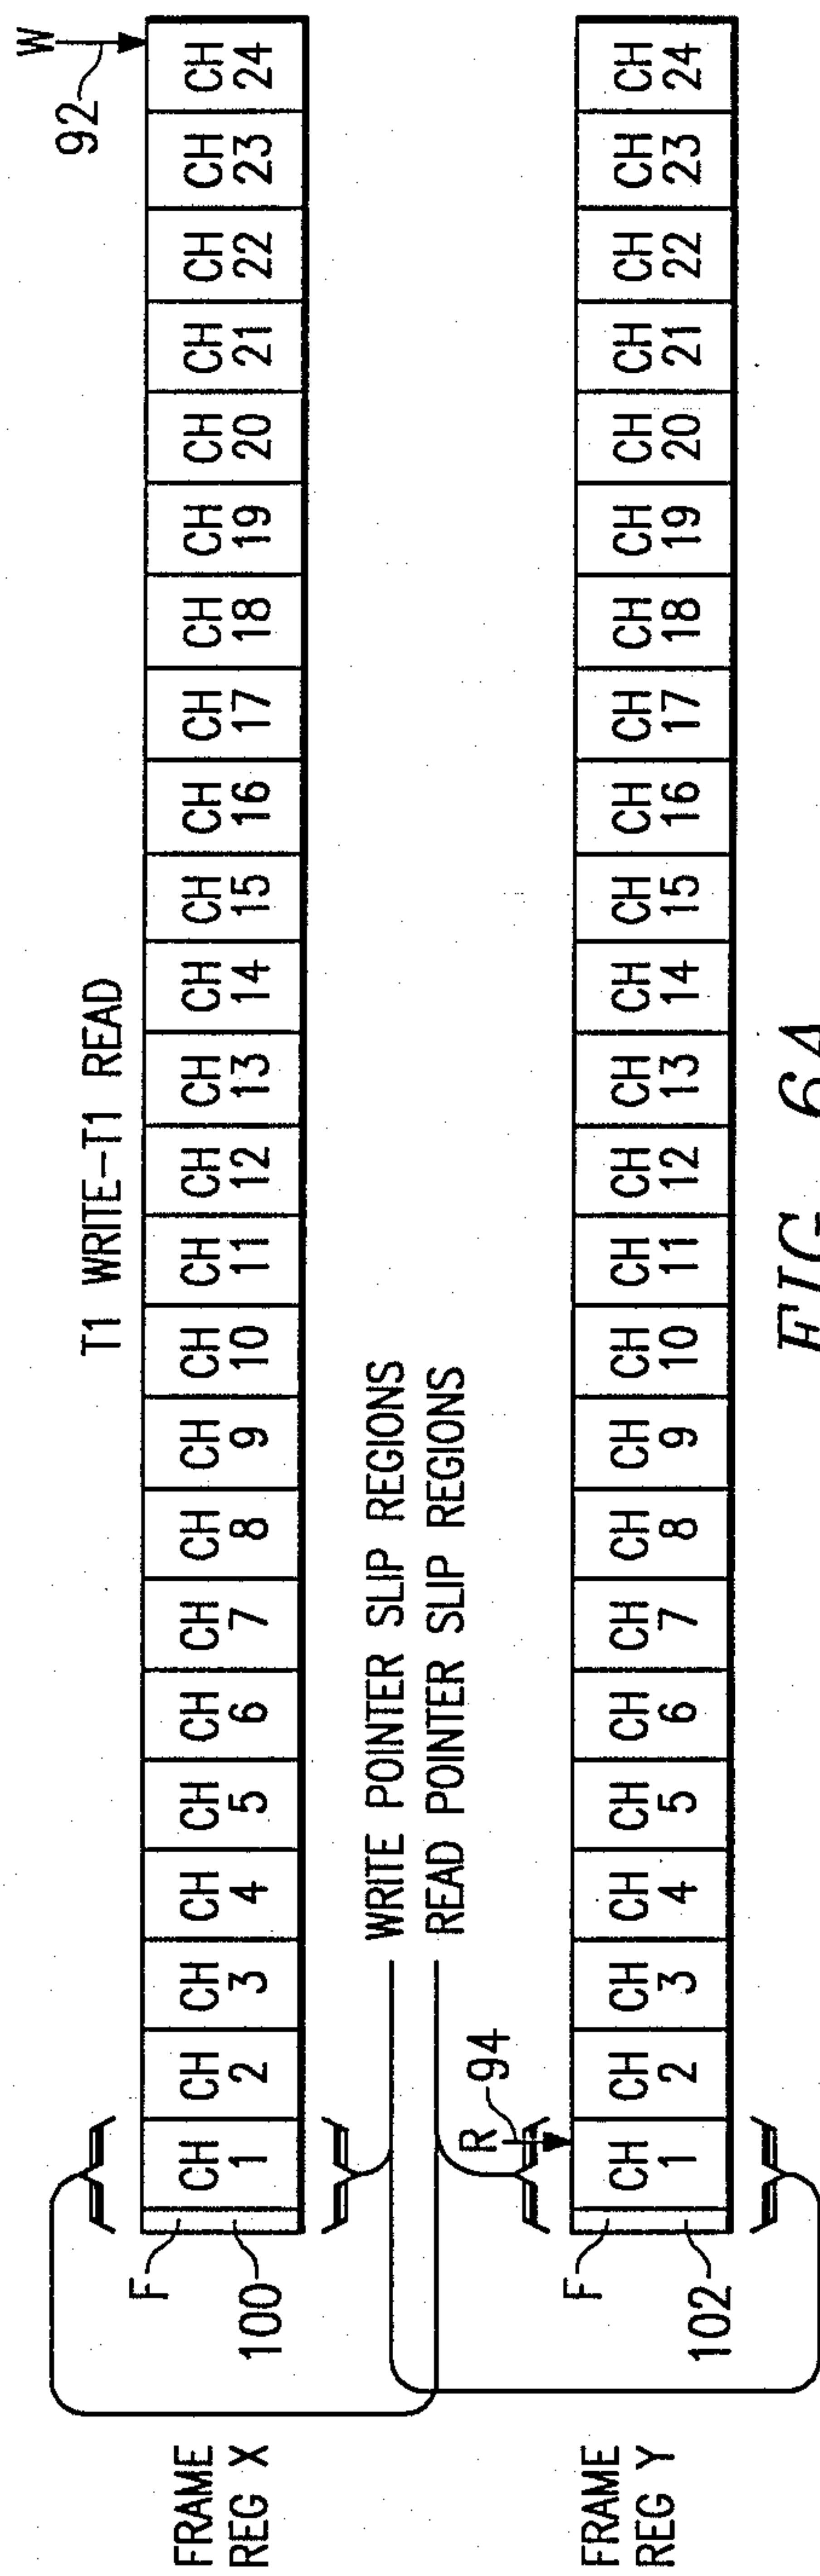 T1 WRITE-T1 READ
W
92
FRAME
REG X
F
100
CH 1
CH 2
CH 3
CH 4
CH 5
CH 6
CH 7
CH 8
CH 9
CH 10
CH 11
CH 12
CH 13
CH 14
CH 15
CH 16
CH 17
CH 18
CH 19
CH 20
CH 21
CH 22
CH 23
CH 24
WRITE POINTER SLIP REGIONS
READ POINTER SLIP REGIONS
R
94
FRAME
REG Y
F
102
CH 1
CH 2
CH 3
CH 4
CH 5
CH 6
CH 7
CH 8
CH 9
CH 10
CH 11
CH 12
CH 13
CH 14
CH 15
CH 16
CH 17
CH 18
CH 19
CH 20
CH 21
CH 22
CH 23
CH 24
FIG. 6A